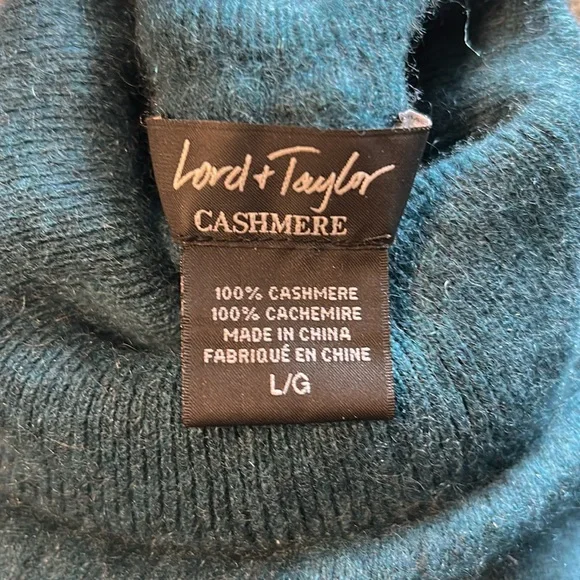 Lord + Taylor
CASHMERE
100% CASHMERE
100% CACHEMIRE
MADE IN CHINA
FABRIQUÉ EN CHINE
L/G